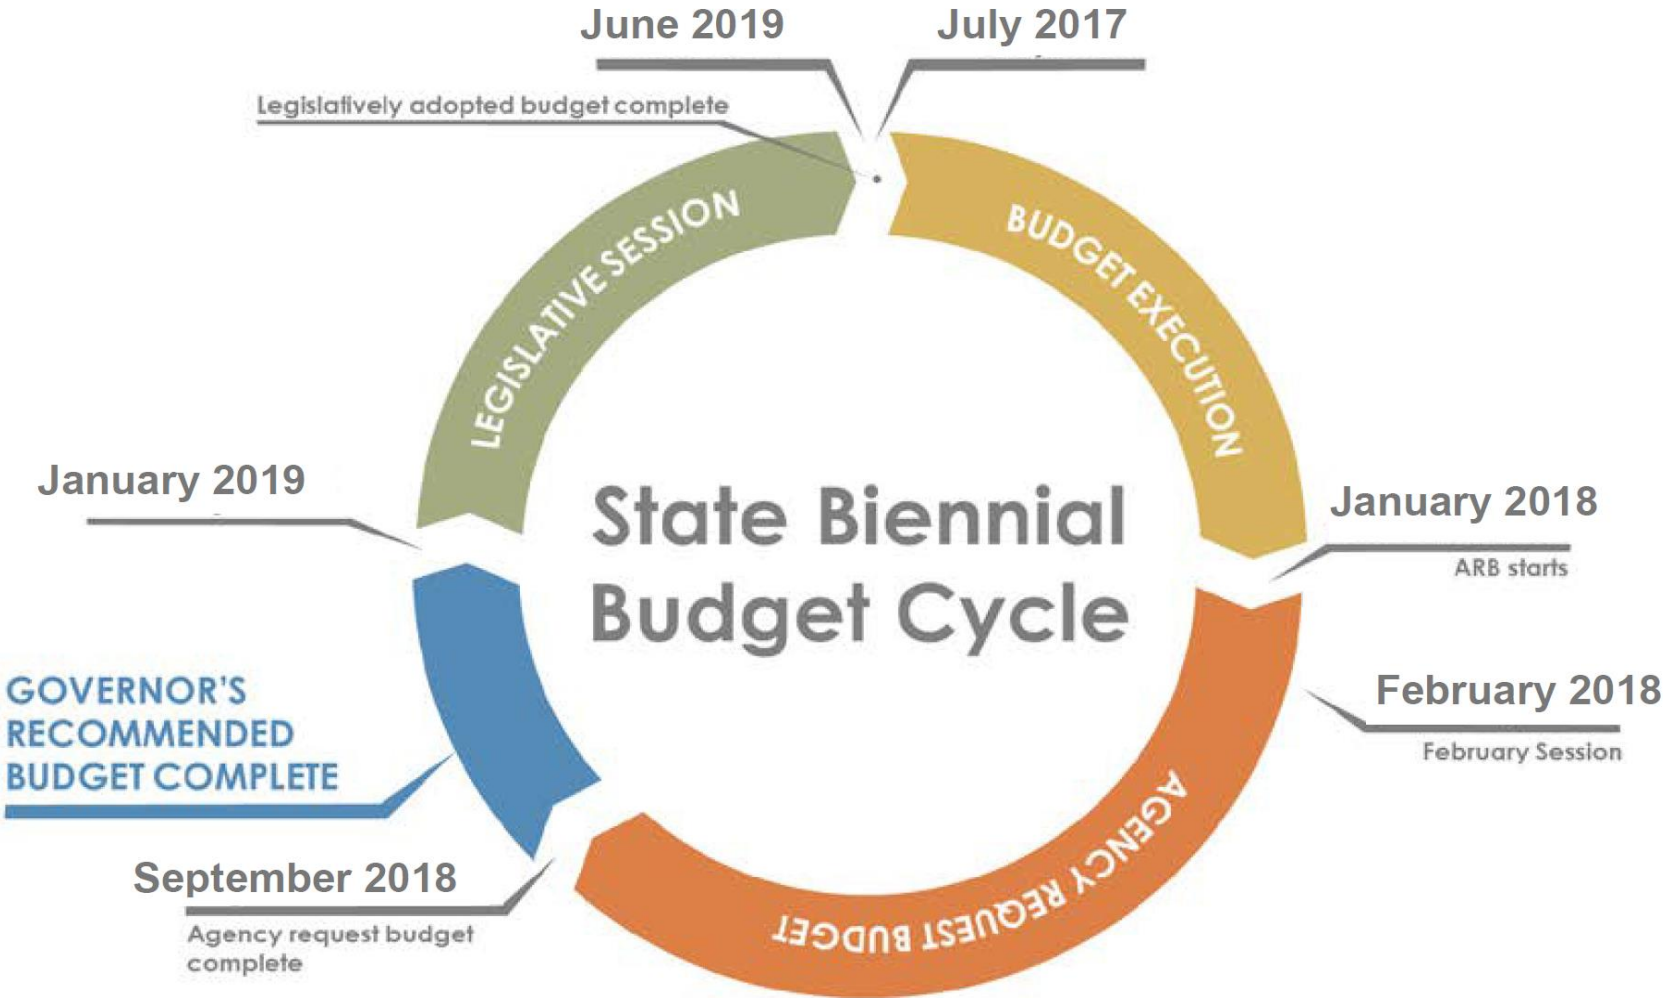 June 2019
July 2017
Legislatively adopted budget complete
LEGISLATIVE SESSION
BUDGET EXECUTION
January 2019
State Biennial
Budget Cycle
January 2018
ARB starts
GOVERNOR'S
RECOMMENDED
BUDGET COMPLETE
February 2018
February Session
AGENCY REQUEST BUDGET
September 2018
Agency request budget
complete